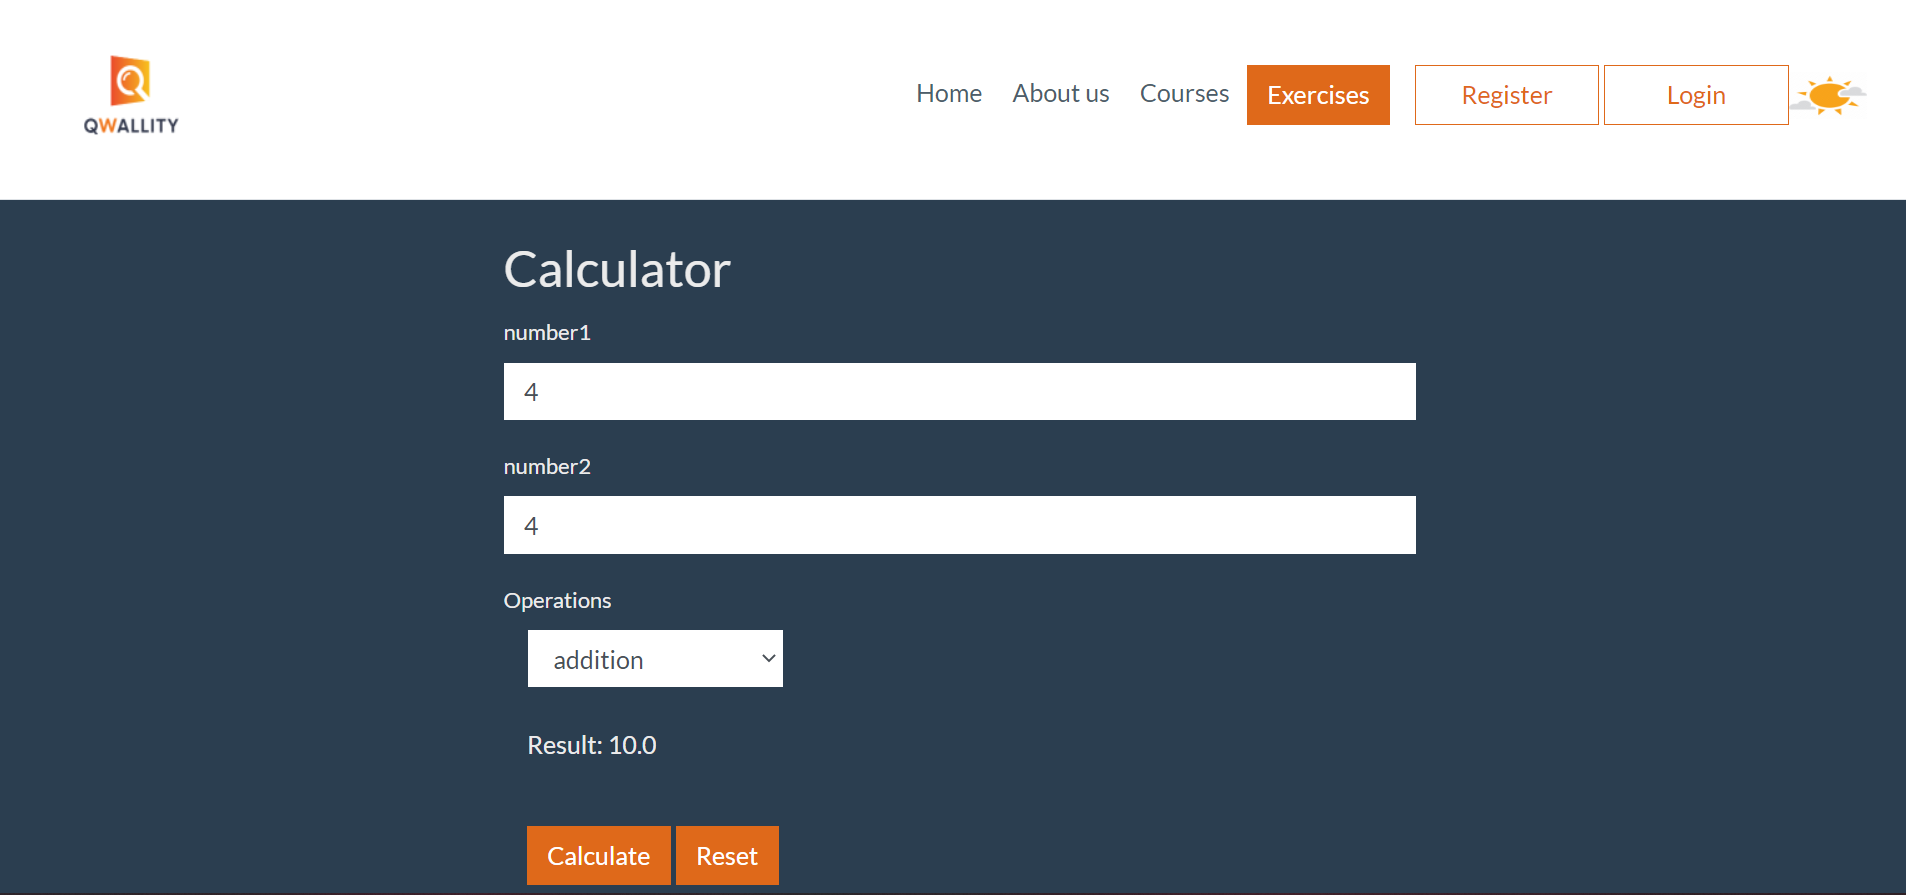 QWALLITY
Home About us Courses Exercises Register Login
Calculator
number1
4
number2
4
Operations
addition
Result: 10.0
Calculate Reset